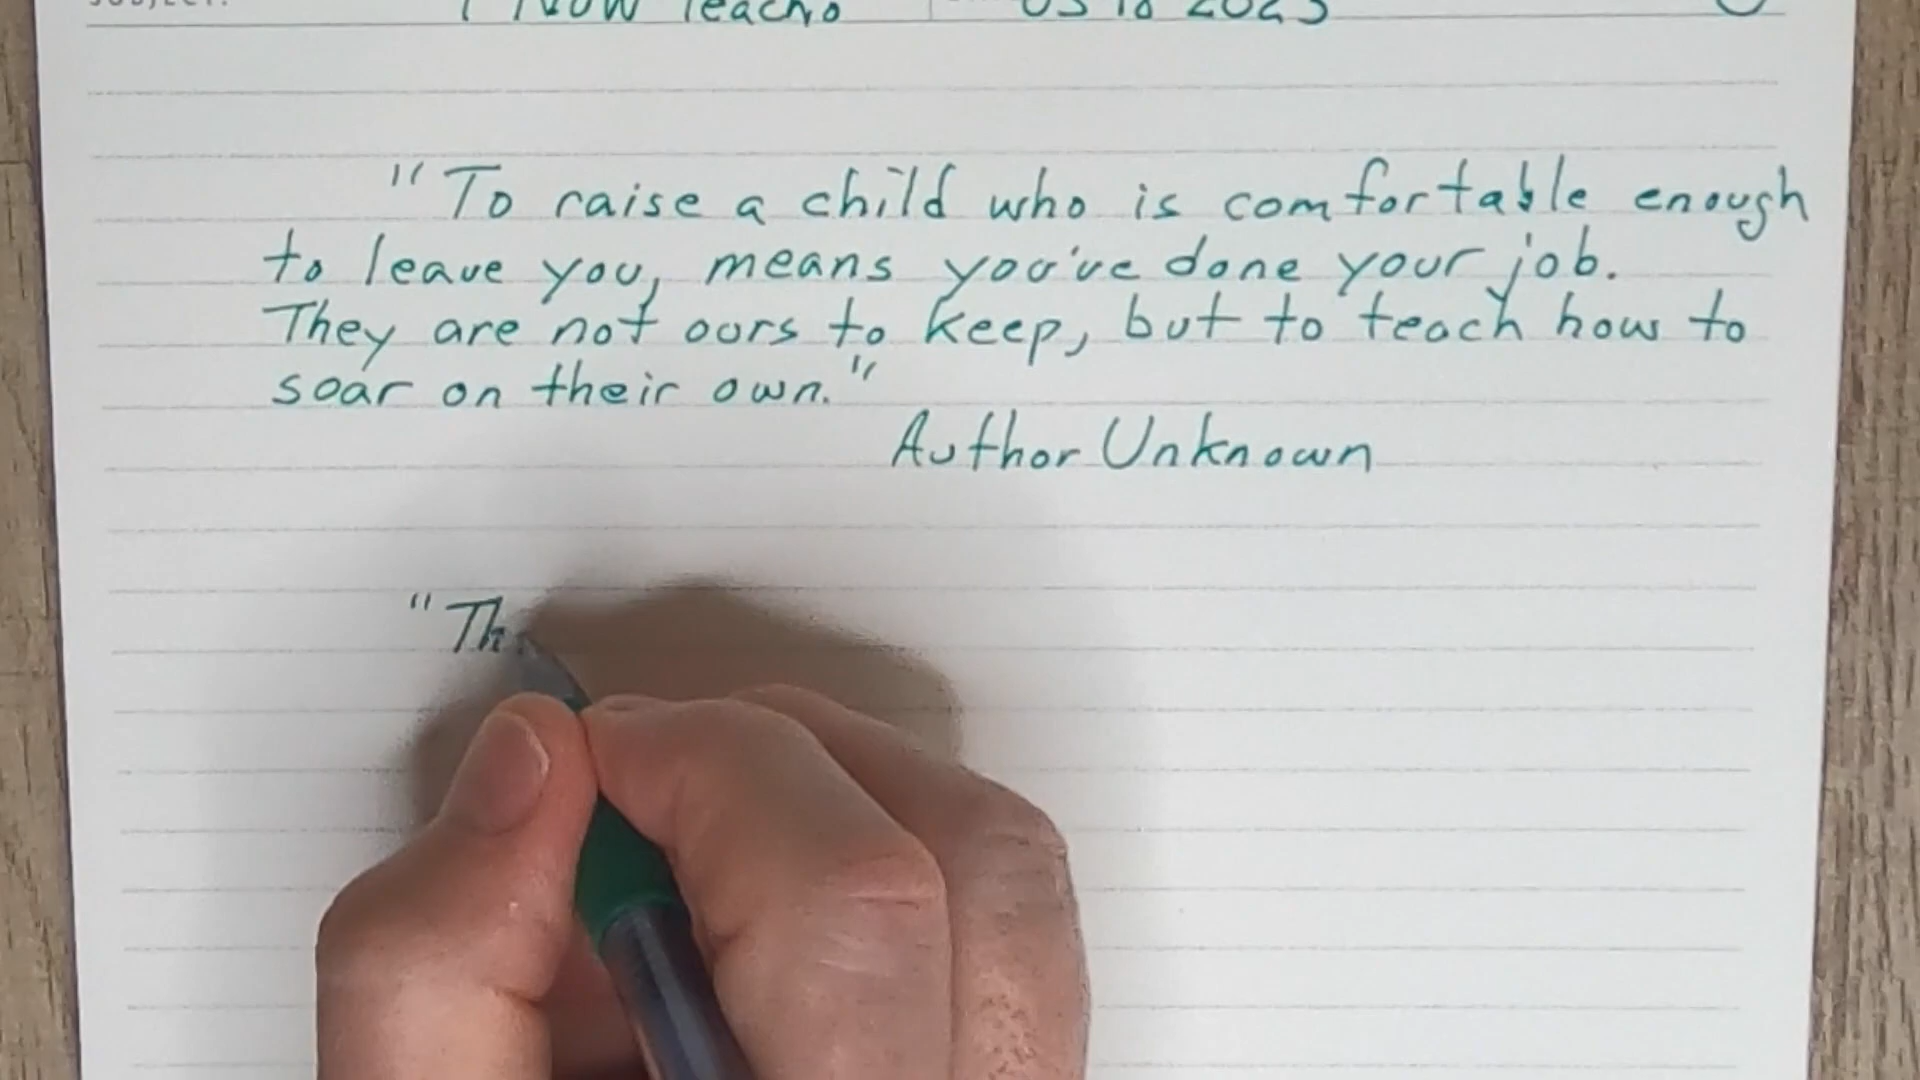 SUBJECT:
"To raise a child who is comfortable enough
to leave you, means you've done your job.
They are not ours to keep, but to teach how to
soar on their own."
Author Unknown
"Th